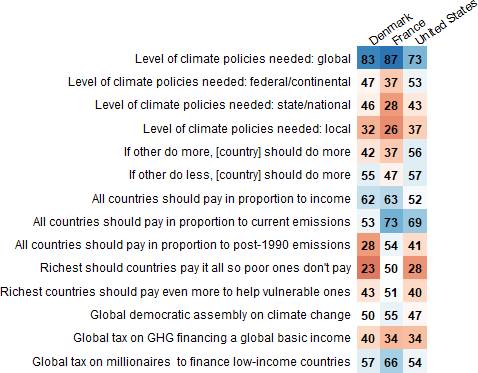 Denmark France United States
Level of climate policies needed: global 83 87 73
Level of climate policies needed: federal/continental 47 37 53
Level of climate policies needed: state/national 46 28 43
Level of climate policies needed: local 32 26 37
If other do more, [country] should do more 42 37 56
If other do less, [country] should do more 55 47 57
All countries should pay in proportion to income 62 63 52
All countries should pay in proportion to current emissions 53 73 69
All countries should pay in proportion to post-1990 emissions 28 54 41
Richest should countries pay it all so poor ones don't pay 23 50 28
Richest countries should pay even more to help vulnerable ones 43 51 40
Global democratic assembly on climate change 50 55 47
Global tax on GHG financing a global basic income 40 34 34
Global tax on millionaires to finance low-income countries 57 66 54